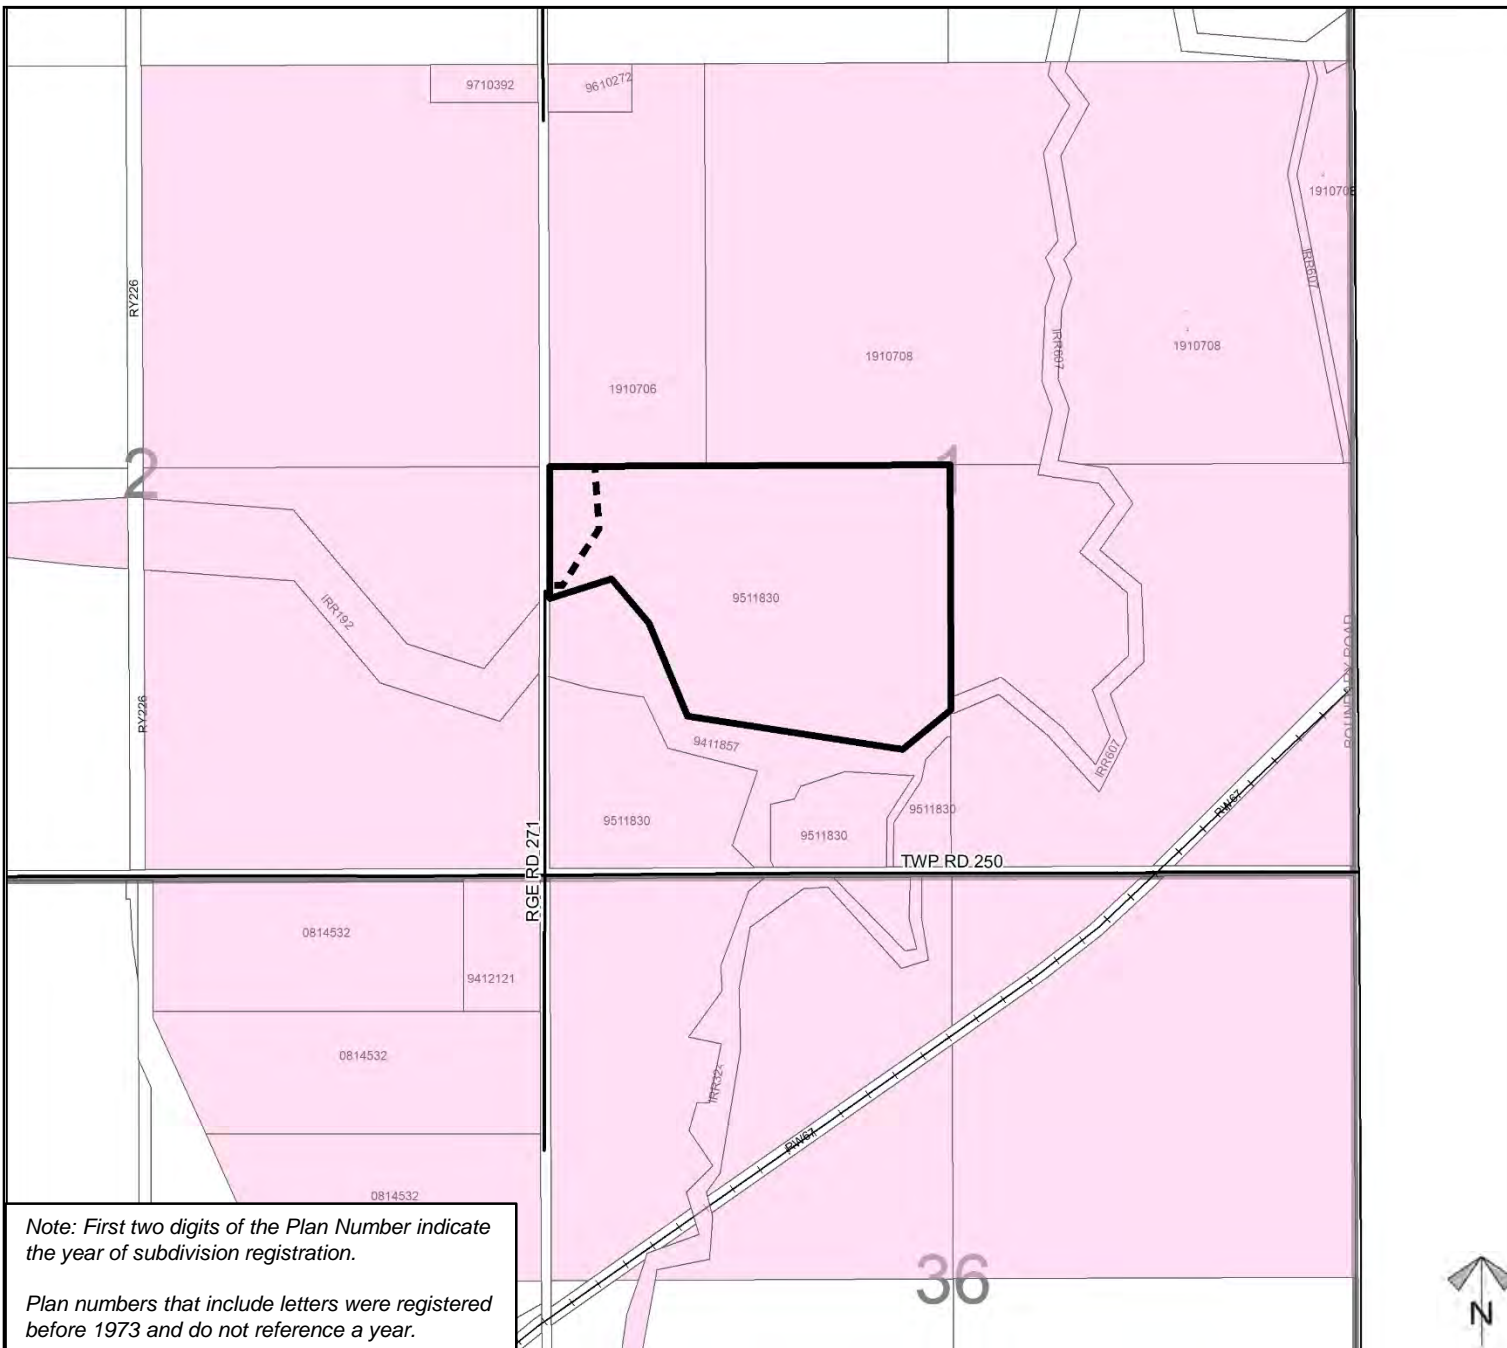 9710392
9610272
191070
RY226
IRR607
IRR607
1910708
1910708
1910706
2
1
IRR192
9511830
BOUNDARY ROAD
RY226
9411857
IRR607
RW67
9511830
9511830
9511830
RGE RD 271
TWP RD 250
0814532
9412121
0814532
IRR32
RW67
0814532
36
N
Note: First two digits of the Plan Number indicate
the year of subdivision registration.
Plan numbers that include letters were registered
before 1973 and do not reference a year.